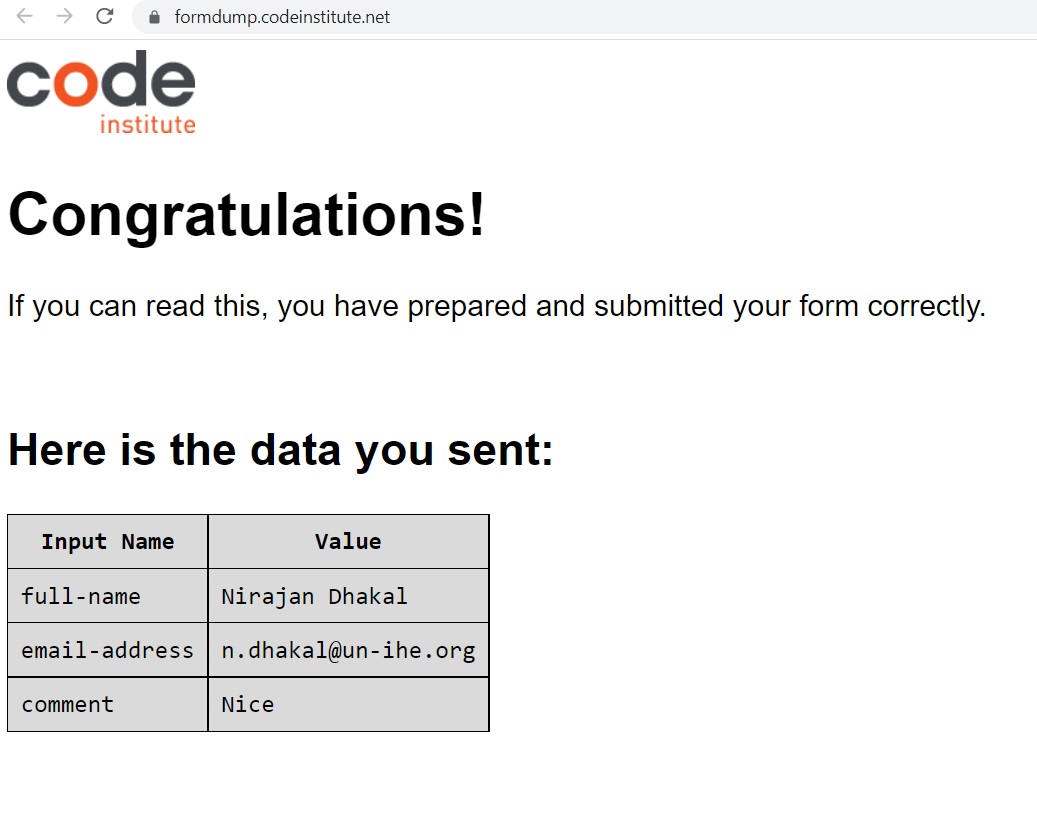 formdump.codeinstitute.net
code
institute
Congratulations!
If you can read this, you have prepared and submitted your form correctly.
Here is the data you sent:
Input Name Value
full-name Nirajan Dhakal
email-address n.dhakal@un-ihe.org
comment Nice